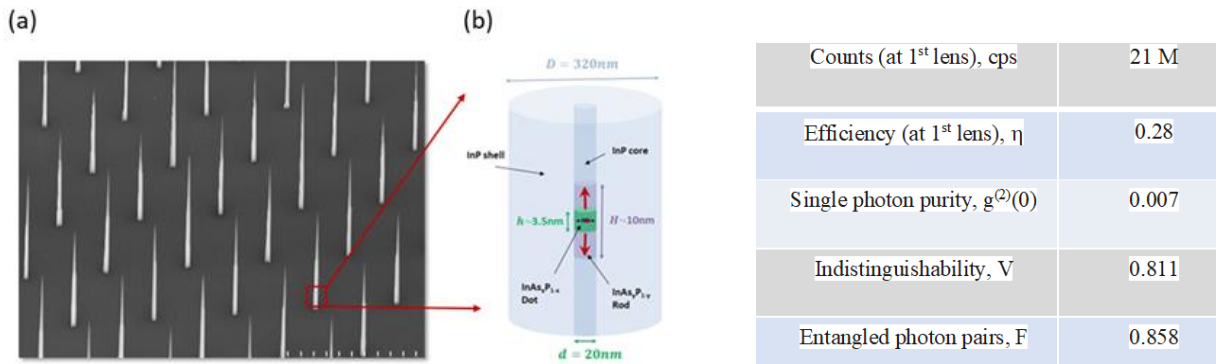 (a)
(b)
D = 320nm
InP shell
InP core
h~3.5nm
H~10nm
InAsₓP₁₋ₓ
Dot
InAsᵧP₁₋ᵧ
Rod
d = 20nm
Counts (at 1ˢᵗ lens), cps 21 M
Efficiency (at 1ˢᵗ lens), η 0.28
Single photon purity, g⁽²⁾(0) 0.007
Indistinguishability, V 0.811
Entangled photon pairs, F 0.858